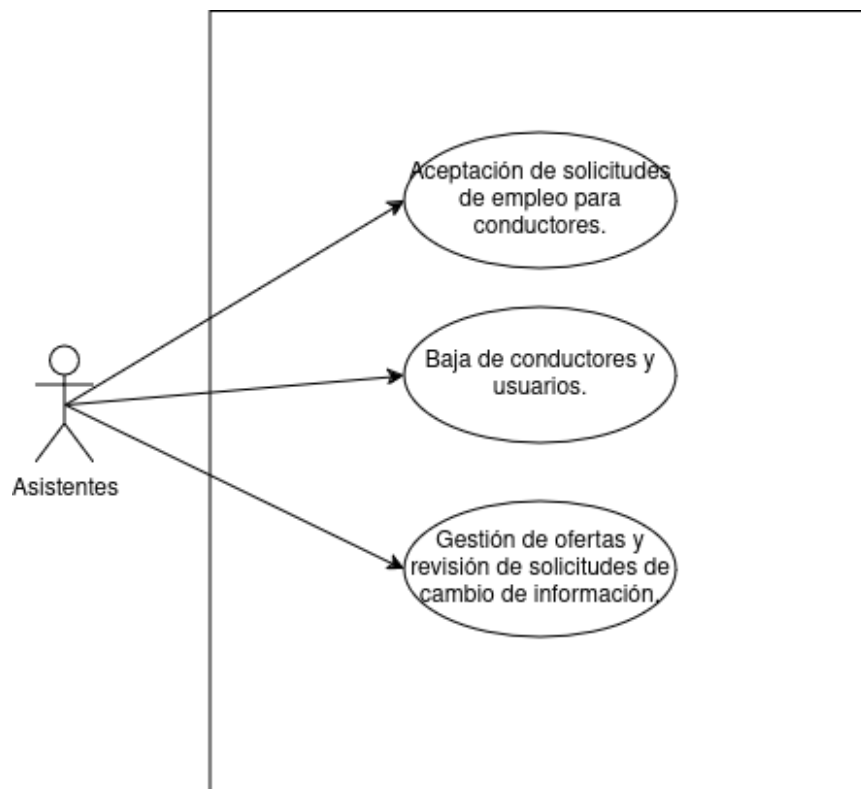 Aceptación de solicitudes
de empleo para
conductores.
Baja de conductores y
usuarios.
Asistentes
Gestión de ofertas y
revisión de solicitudes de
cambio de información,